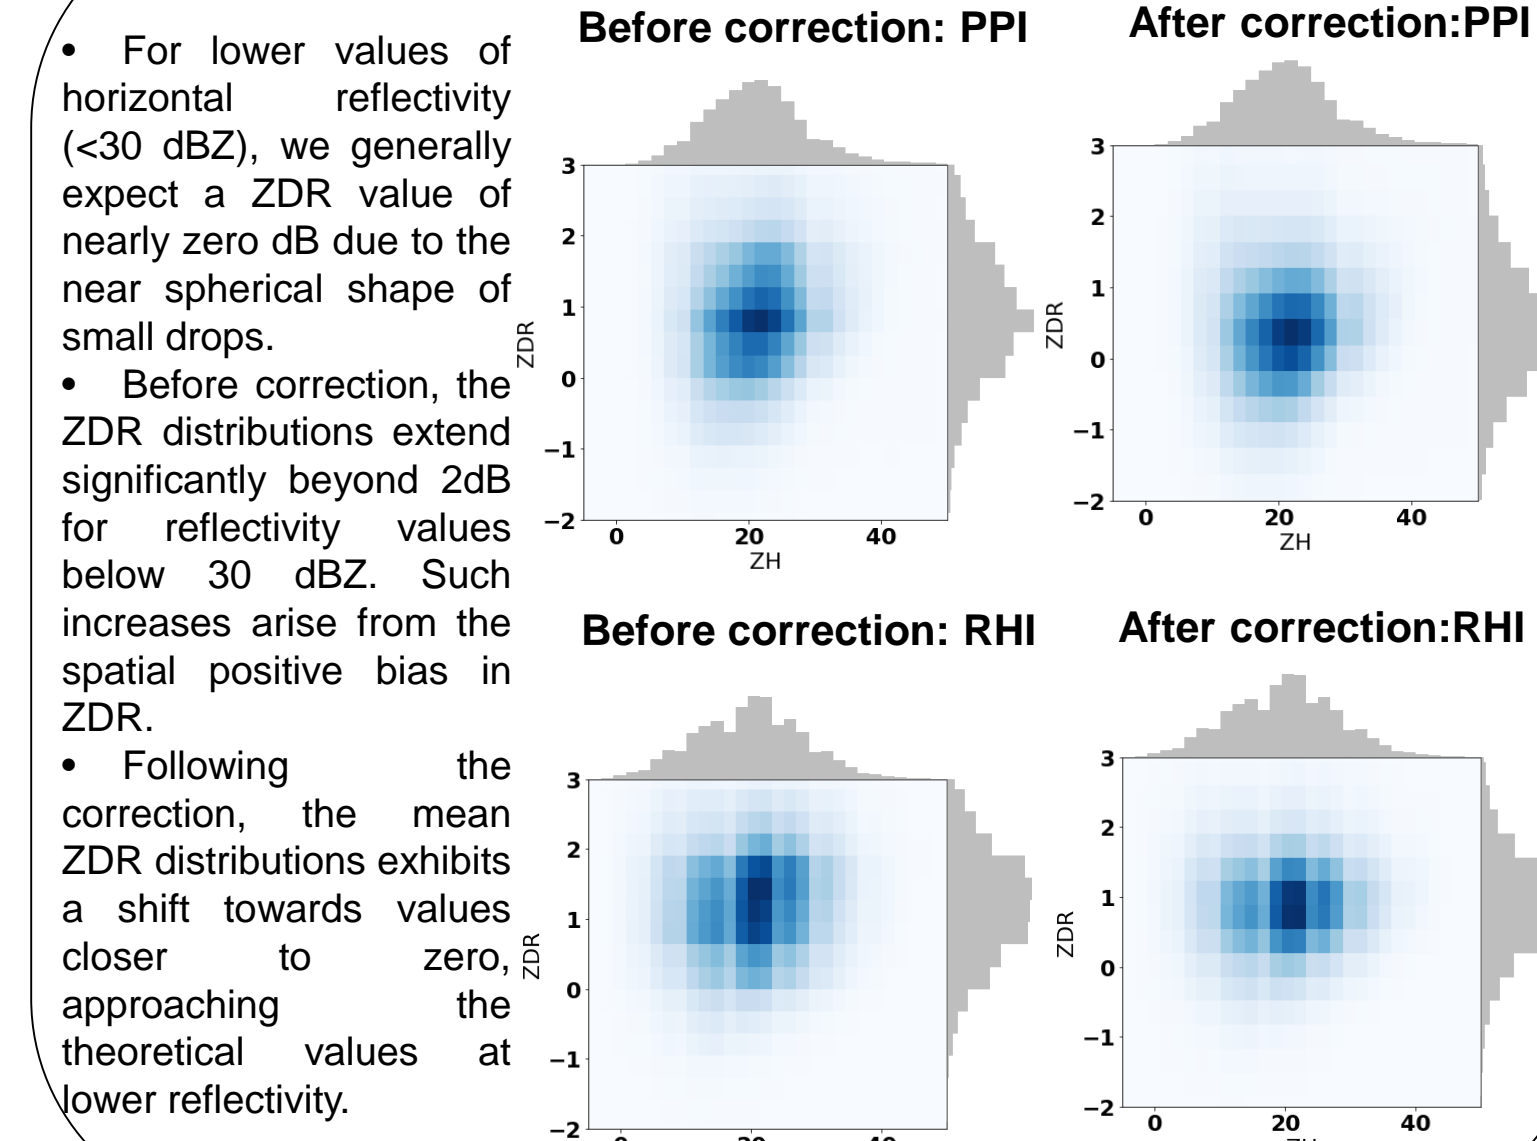 • For lower values of
horizontal reflectivity
(<30 dBZ), we generally
expect a ZDR value of
nearly zero dB due to the
near spherical shape of
small drops.
• Before correction, the
ZDR distributions extend
significantly beyond 2dB
for reflectivity values
below 30 dBZ. Such
increases arise from the
spatial positive bias in
ZDR.
• Following the
correction, the mean
ZDR distributions exhibits
a shift towards values
closer to zero,
approaching the
theoretical values at
lower reflectivity.
Before correction: PPI
3
2
1
0
−1
−2
ZDR
0 20 40
ZH
After correction:PPI
3
2
1
0
−1
−2
ZDR
0 20 40
ZH
Before correction: RHI
3
2
1
0
−1
−2
ZDR
0 20 40
After correction:RHI
3
2
1
0
−1
−2
ZDR
0 20 40
ZH